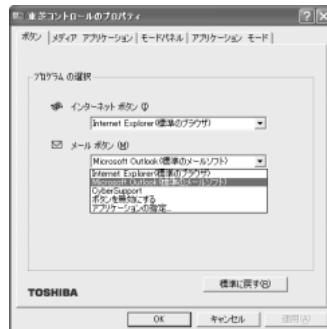 東芝コントロールのプロパティ
ボタン メディア アプリケーション モードパネル アプリケーション モード
プログラムの選択
インターネット ボタン(I)
Internet Explorer(標準のブラウザ)
メール ボタン(M)
Microsoft Outlook(標準のメールソフト)
Internet Explorer(標準のブラウザ)
Microsoft Outlook(標準のメールソフト)
CyberSupport
ボタンを無効にする
アプリケーションの指定...
標準に戻す(R)
TOSHIBA
OK キャンセル 適用(A)